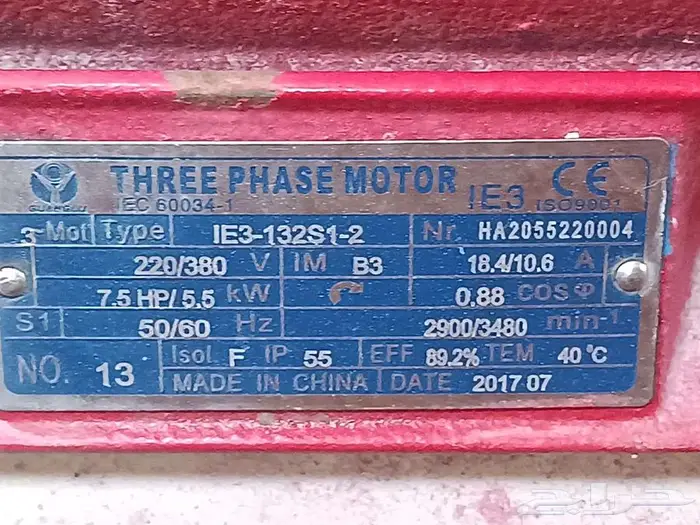 THREE PHASE MOTOR IE3 CE
IEC 60034-1 ISO9001
3~Mot Type IE3-132S1-2 Nr. HA2055220004
220/380 V IM B3 18.4/10.6 A
7.5 HP/5.5 kW 0.88 COSΦ
S1 50/60 Hz 2900/3480 min-1
NO. 13 Isol F IP 55 EFF 89.2% TEM 40 °C
MADE IN CHINA DATE 2017 07
حراج